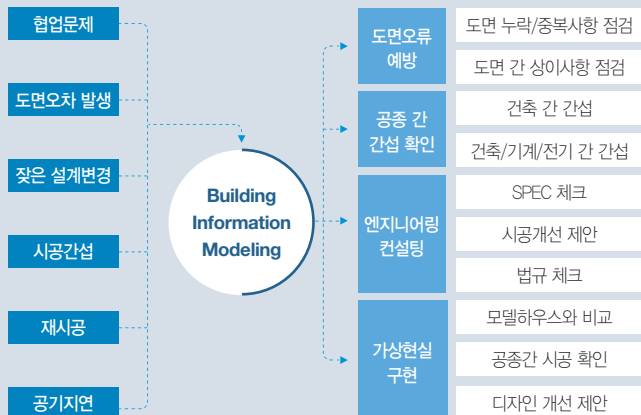 협업문제
도면오차 발생
잦은 설계변경
시공간섭
재시공
공기지연
Building
Information
Modeling
도면오류
예방
도면 누락/중복사항 점검
도면 간 상이사항 점검
공종 간
간섭 확인
건축 간 간섭
건축/기계/전기 간 간섭
엔지니어링
컨설팅
SPEC 체크
시공개선 제안
법규 체크
가상현실
구현
모델하우스와 비교
공종간 시공 확인
디자인 개선 제안